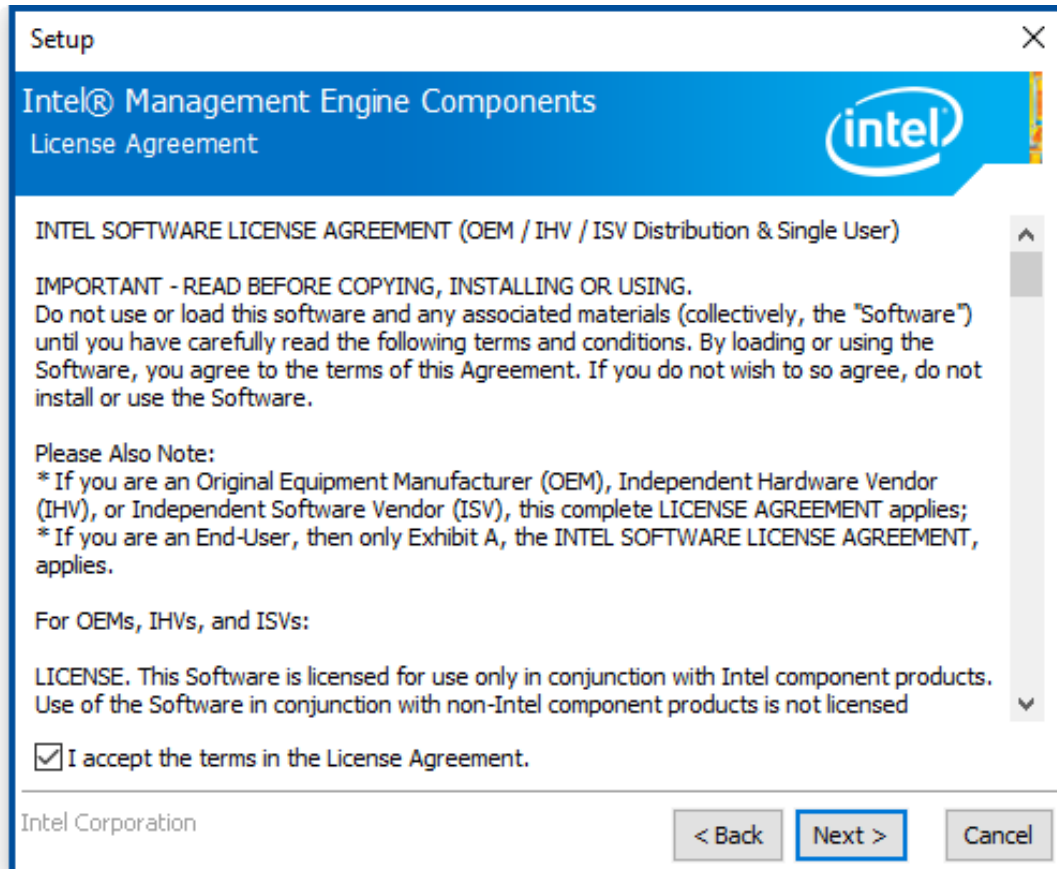 Setup
Intel® Management Engine Components
License Agreement
intel
INTEL SOFTWARE LICENSE AGREEMENT (OEM / IHV / ISV Distribution & Single User)
IMPORTANT - READ BEFORE COPYING, INSTALLING OR USING.
Do not use or load this software and any associated materials (collectively, the "Software")
until you have carefully read the following terms and conditions. By loading or using the
Software, you agree to the terms of this Agreement. If you do not wish to so agree, do not
install or use the Software.
Please Also Note:
* If you are an Original Equipment Manufacturer (OEM), Independent Hardware Vendor
(IHV), or Independent Software Vendor (ISV), this complete LICENSE AGREEMENT applies;
* If you are an End-User, then only Exhibit A, the INTEL SOFTWARE LICENSE AGREEMENT,
applies.
For OEMs, IHVs, and ISVs:
LICENSE. This Software is licensed for use only in conjunction with Intel component products.
Use of the Software in conjunction with non-Intel component products is not licensed
I accept the terms in the License Agreement.
Intel Corporation
< Back
Next >
Cancel